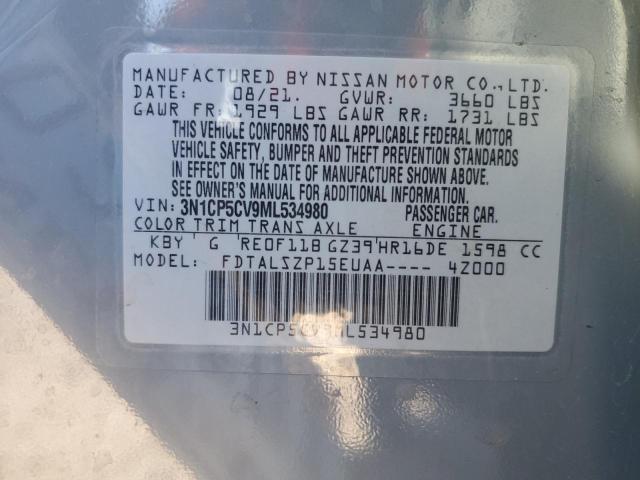 MANUFACTURED BY NISSAN MOTOR CO.,LTD.
DATE: 08/21. GVWR: 3660 LBS
GAWR FR: 1929 LBS GAWR RR: 1731 LBS
THIS VEHICLE CONFORMS TO ALL APPLICABLE FEDERAL MOTOR
VEHICLE SAFETY, BUMPER AND THEFT PREVENTION STANDARDS
IN EFFECT ON THE DATE OF MANUFACTURE SHOWN ABOVE.
SEE OWNER'S MANUAL FOR ADDITIONAL INFORMATION.
VIN: 3N1CP5CV9ML534980 PASSENGER CAR.
COLOR TRIM TRANS AXLE ENGINE
KBY G RE0F11B GZ39 HR16DE 1598 CC
FDTALSZP15EUAA---- 4Z000
MODEL
3N1CP5CV9ML534980